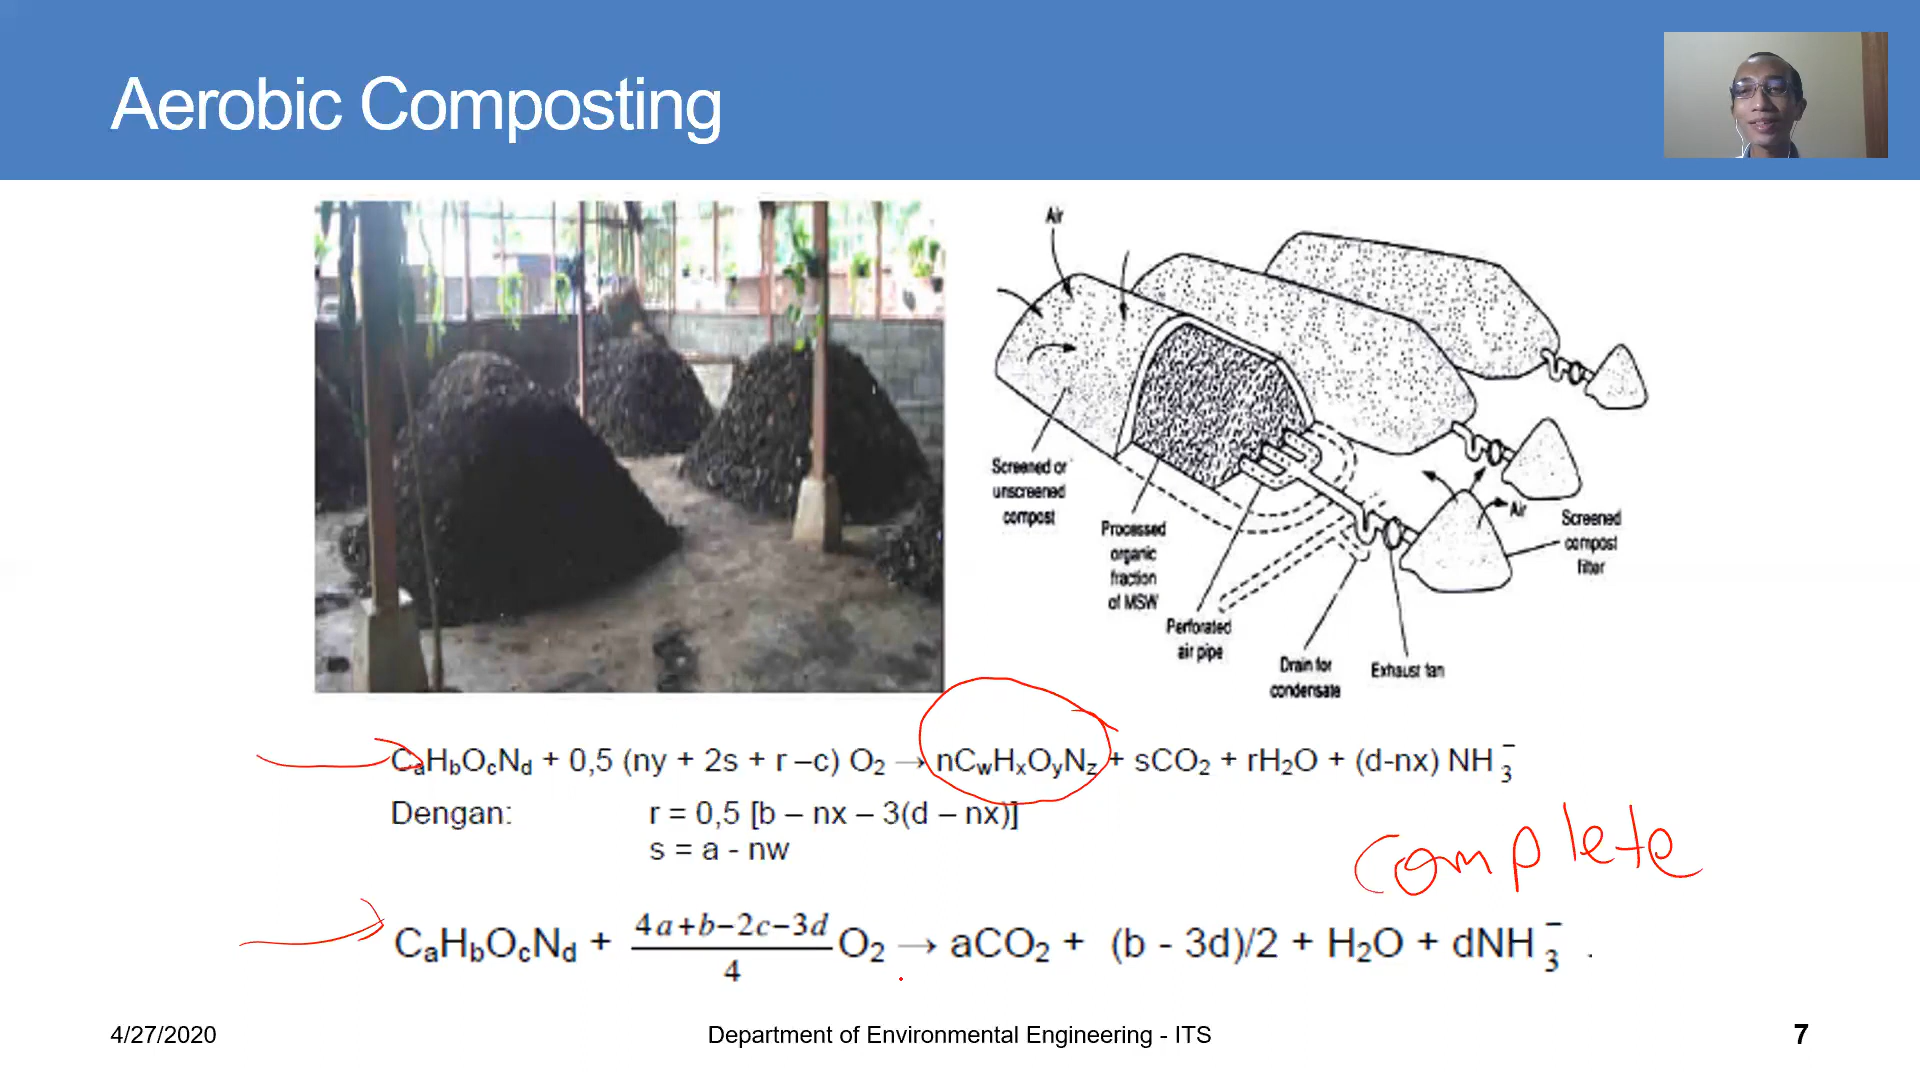 Aerobic Composting
Air
Screened or
unscreened
compost
Processed
organic
fraction
of MSW
Perforated
air pipe
Drain for
condensate
Exhaust fan
Air
Screened
compost
filter
CaHbOcNd + 0,5 (ny + 2s + r –c) O2 → nCwHxOyNz + sCO2 + rH2O + (d-nx) NH3⁻
Dengan: r = 0,5 [b – nx – 3(d – nx)]
s = a - nw
complete
CaHbOcNd + (4a+b−2c−3d)/4 O2 → aCO2 + (b - 3d)/2 + H2O + dNH3⁻ .
4/27/2020 Department of Environmental Engineering - ITS 7